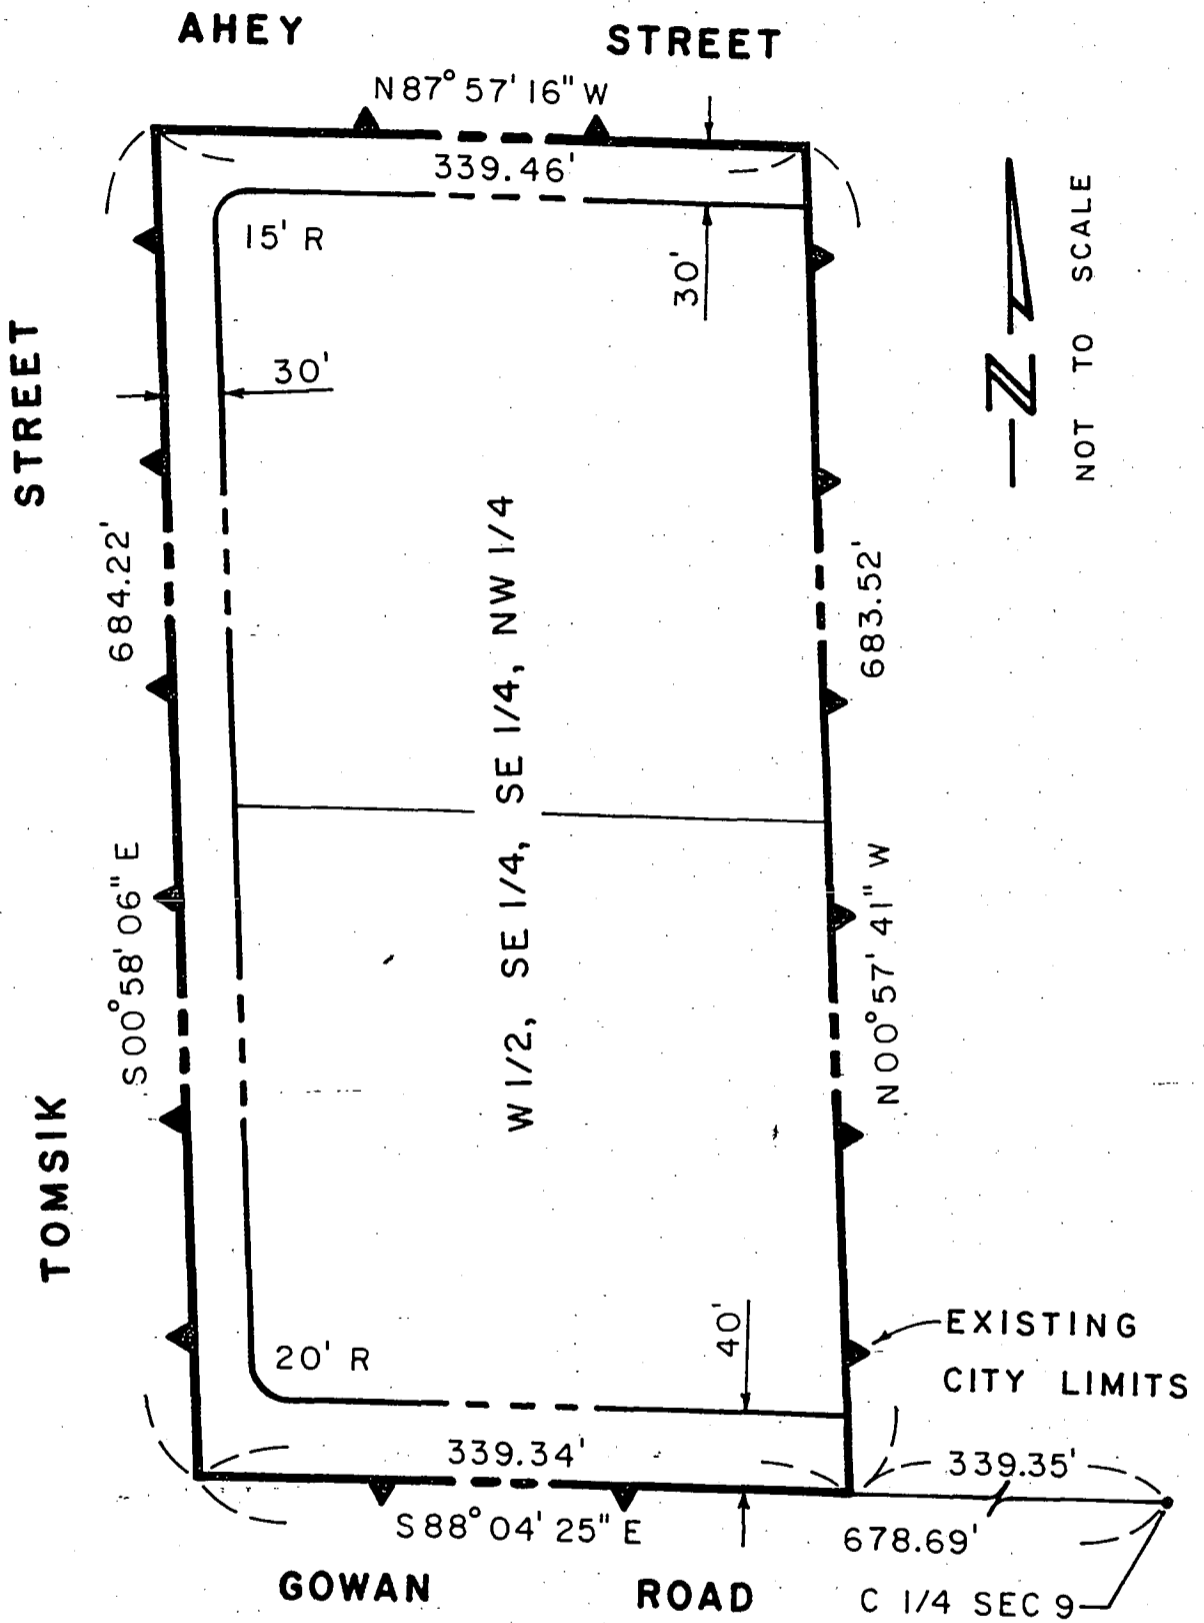 AHEY STREET
N87°57'16" W
339.46'
15' R
30'
30'
N
NOT TO SCALE
STREET
684.22'
W 1/2, SE 1/4, SE 1/4, NW 1/4
683.52'
S00°58'06" E
N00°57'41" W
TOMSIK
20' R
40'
EXISTING
CITY LIMITS
339.34'
339.35'
S88°04'25" E
678.69'
GOWAN ROAD
C 1/4 SEC 9